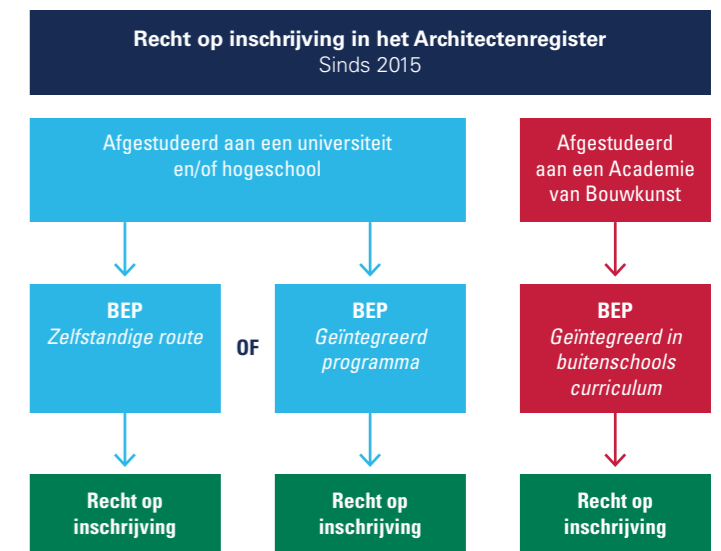 Recht op inschrijving in het Architectenregister
Sinds 2015
Afgestudeerd aan een universiteit
en/of hogeschool
Afgestudeerd
aan een Academie
van Bouwkunst
BEP
Zelfstandige route
OF
BEP
Geïntegreerd
programma
BEP
Geïntegreerd in
buitenschools
curriculum
Recht op
inschrijving
Recht op
inschrijving
Recht op
inschrijving